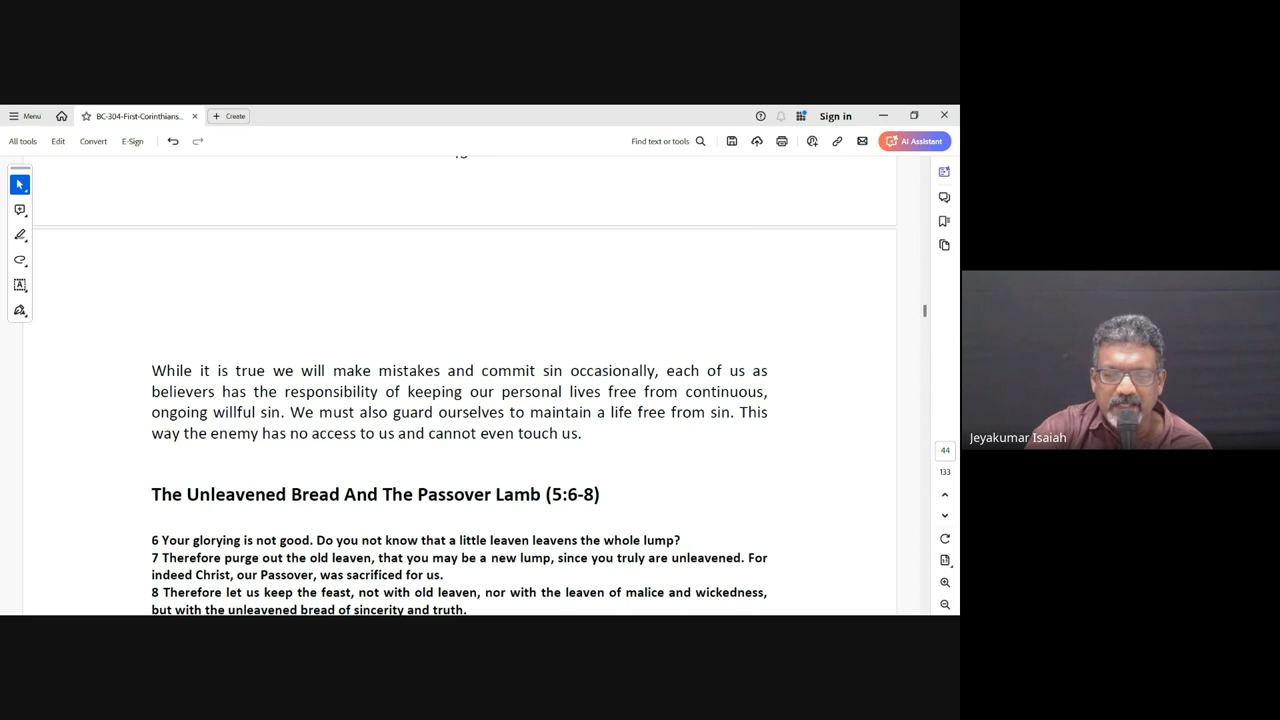 Menu
BC-304-First-Corinthians...
Create
Sign in
All tools
Edit
Convert
E-Sign
Find text or tools
AI Assistant
While it is true we will make mistakes and commit sin occasionally, each of us as
believers has the responsibility of keeping our personal lives free from continuous,
ongoing willful sin. We must also guard ourselves to maintain a life free from sin. This
way the enemy has no access to us and cannot even touch us.
The Unleavened Bread And The Passover Lamb (5:6-8)
6 Your glorying is not good. Do you not know that a little leaven leavens the whole lump?
7 Therefore purge out the old leaven, that you may be a new lump, since you truly are unleavened. For
indeed Christ, our Passover, was sacrificed for us.
8 Therefore let us keep the feast, not with old leaven, nor with the leaven of malice and wickedness,
but with the unleavened bread of sincerity and truth.
44
133
Jeyakumar Isaiah